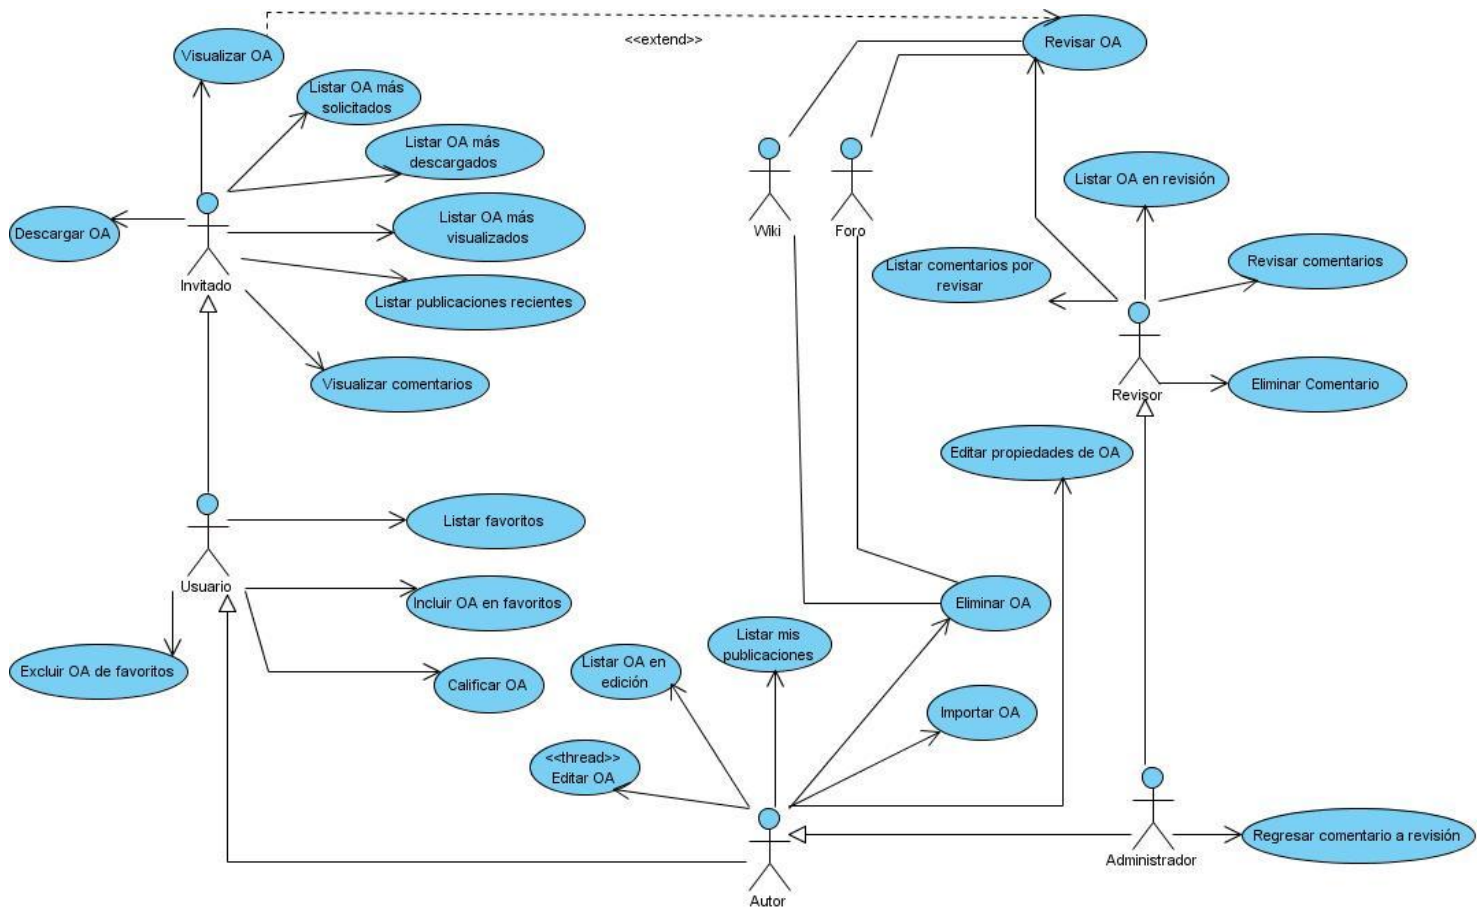 Visualizar OA
<<extend>>
Revisar OA
Listar OA más
solicitados
Listar OA más
descargados
Listar OA en revisión
Descargar OA
Listar OA más
visualizados
Wiki
Foro
Invitado
Listar comentarios por
revisar
Revisar comentarios
Listar publicaciones recientes
Visualizar comentarios
Revisor
Eliminar Comentario
Editar propiedades de OA
Listar favoritos
Usuario
Incluir OA en favoritos
Eliminar OA
Listar mis
publicaciones
Excluir OA de favoritos
Listar OA en
edición
Calificar OA
Importar OA
<<thread>>
Editar OA
Administrador
Regresar comentario a revisión
Autor